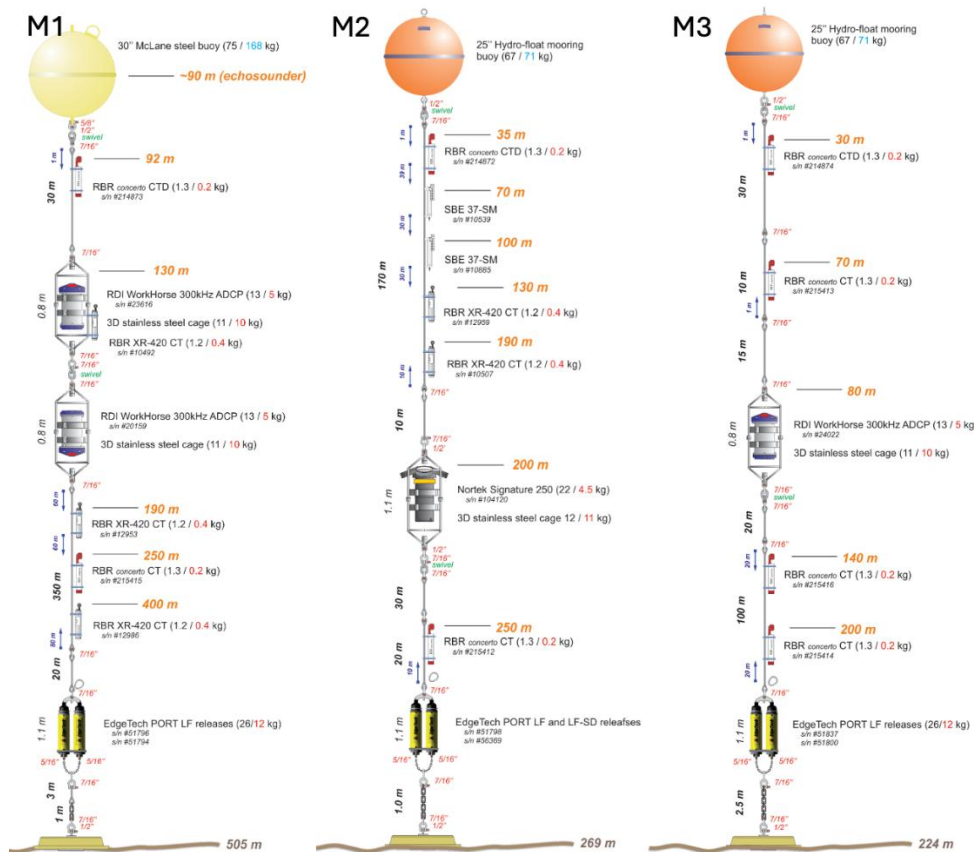 M1
30'' McLane steel buoy (75 / 168 kg)
~90 m (echosounder)
5/8''
1/2''
swivel
7/16''
1 m
92 m
RBR concerto CTD (1.3 / 0.2 kg)
s/n #214873
30 m
7/16''
130 m
RDI WorkHorse 300kHz ADCP (13 / 5 kg)
s/n #23616
0.8 m
3D stainless steel cage (11 / 10 kg)
RBR XR-420 CT (1.2 / 0.4 kg)
s/n #10492
7/16''
7/16''
swivel
7/16''
RDI WorkHorse 300kHz ADCP (13 / 5 kg)
s/n #20159
0.8 m
3D stainless steel cage (11 / 10 kg)
7/16''
60 m
190 m
RBR XR-420 CT (1.2 / 0.4 kg)
s/n #12953
60 m
250 m
RBR concerto CT (1.3 / 0.2 kg)
s/n #215415
350 m
400 m
RBR XR-420 CT (1.2 / 0.4 kg)
s/n #12986
80 m
7/16''
20 m
7/16''
EdgeTech PORT LF releases (26/12 kg)
s/n #51796
s/n #51794
1.1 m
5/16''
5/16''
7/16''
3 m
1 m
7/16''
1/2''
505 m
M2
25'' Hydro-float mooring
buoy (67 / 71 kg)
1/2''
swivel
7/16''
1 m
35 m
RBR concerto CTD (1.3 / 0.2 kg)
s/n #214872
39 m
70 m
SBE 37-SM
s/n #10539
30 m
100 m
SBE 37-SM
s/n #10885
170 m
30 m
130 m
RBR XR-420 CT (1.2 / 0.4 kg)
s/n #12959
190 m
RBR XR-420 CT (1.2 / 0.4 kg)
s/n #10507
10 m
7/16''
10 m
7/16''
1/2'
200 m
Nortek Signature 250 (22 / 4.5 kg)
s/n #104120
1.1 m
3D stainless steel cage 12 / 11 kg)
1/2''
7/16''
swivel
7/16''
30 m
250 m
RBR concerto CT (1.3 / 0.2 kg)
s/n #215412
20 m
10 m
7/16''
EdgeTech PORT LF and LF-SD releafses
s/n #51798
s/n #56369
1.1 m
5/16''
5/16''
7/16''
1.0 m
7/16''
1/2''
269 m
M3
25'' Hydro-float mooring
buoy (67 / 71 kg)
1/2''
swivel
7/16''
1 m
30 m
RBR concerto CTD (1.3 / 0.2 kg)
s/n #214874
30 m
7/16''
70 m
RBR concerto CT (1.3 / 0.2 kg)
s/n #215413
10 m
1 m
7/16''
15 m
7/16''
80 m
RDI WorkHorse 300kHz ADCP (13 / 5 kg
s/n #24022
0.8 m
3D stainless steel cage (11 / 10 kg)
7/16''
swivel
7/16''
20 m
7/16''
140 m
20 m
RBR concerto CT (1.3 / 0.2 kg)
s/n #215416
100 m
200 m
RBR concerto CT (1.3 / 0.2 kg)
s/n #215414
20 m
7/16''
EdgeTech PORT LF releases (26/12 kg)
s/n #51837
s/n #51800
1.1 m
5/16''
5/16''
7/16''
2.5 m
7/16''
1/2''
224 m